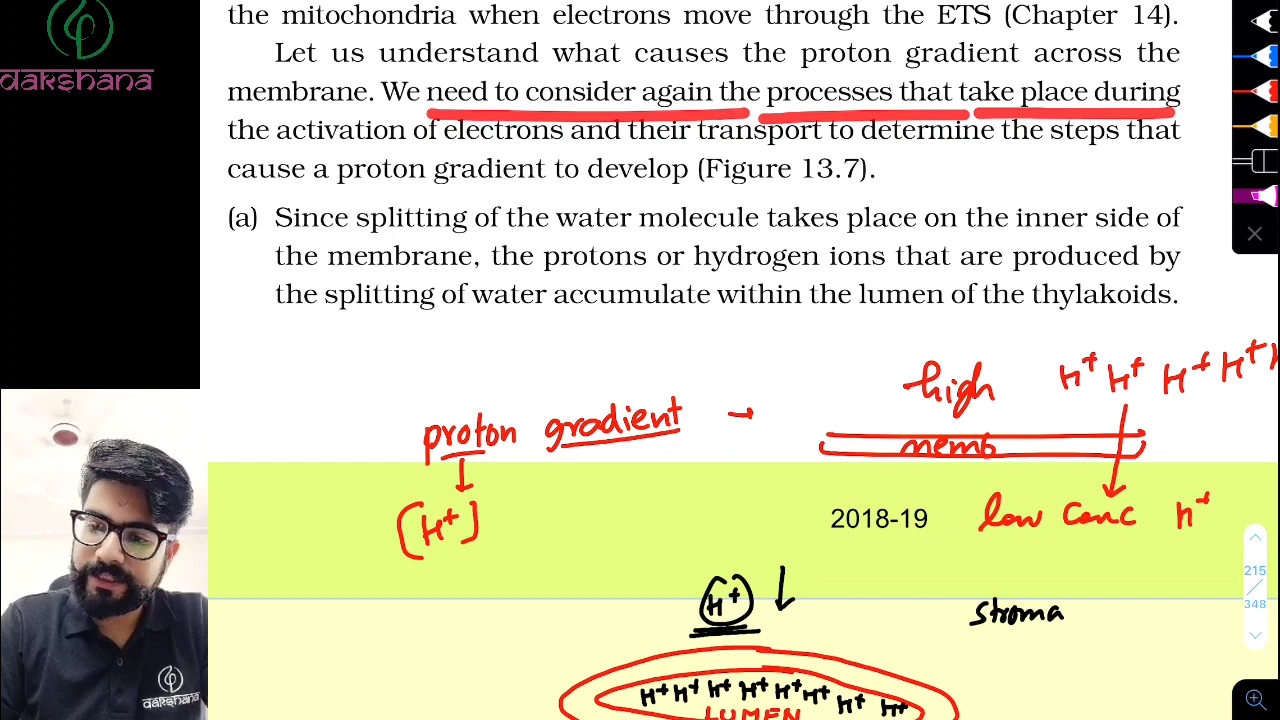 the mitochondria when electrons move through the ETS (Chapter 14).
Let us understand what causes the proton gradient across the
membrane. We need to consider again the processes that take place during
the activation of electrons and their transport to determine the steps that
cause a proton gradient to develop (Figure 13.7).
(a) Since splitting of the water molecule takes place on the inner side of
the membrane, the protons or hydrogen ions that are produced by
the splitting of water accumulate within the lumen of the thylakoids.
dakshana
high H+ H+ H+ H+
proton gradient →
memb
(H+)
2018-19
low conc H+
H+
stroma
H+ H+ H+ H+ H+ H+ H+ H+
LUMEN
dakshana
215
348